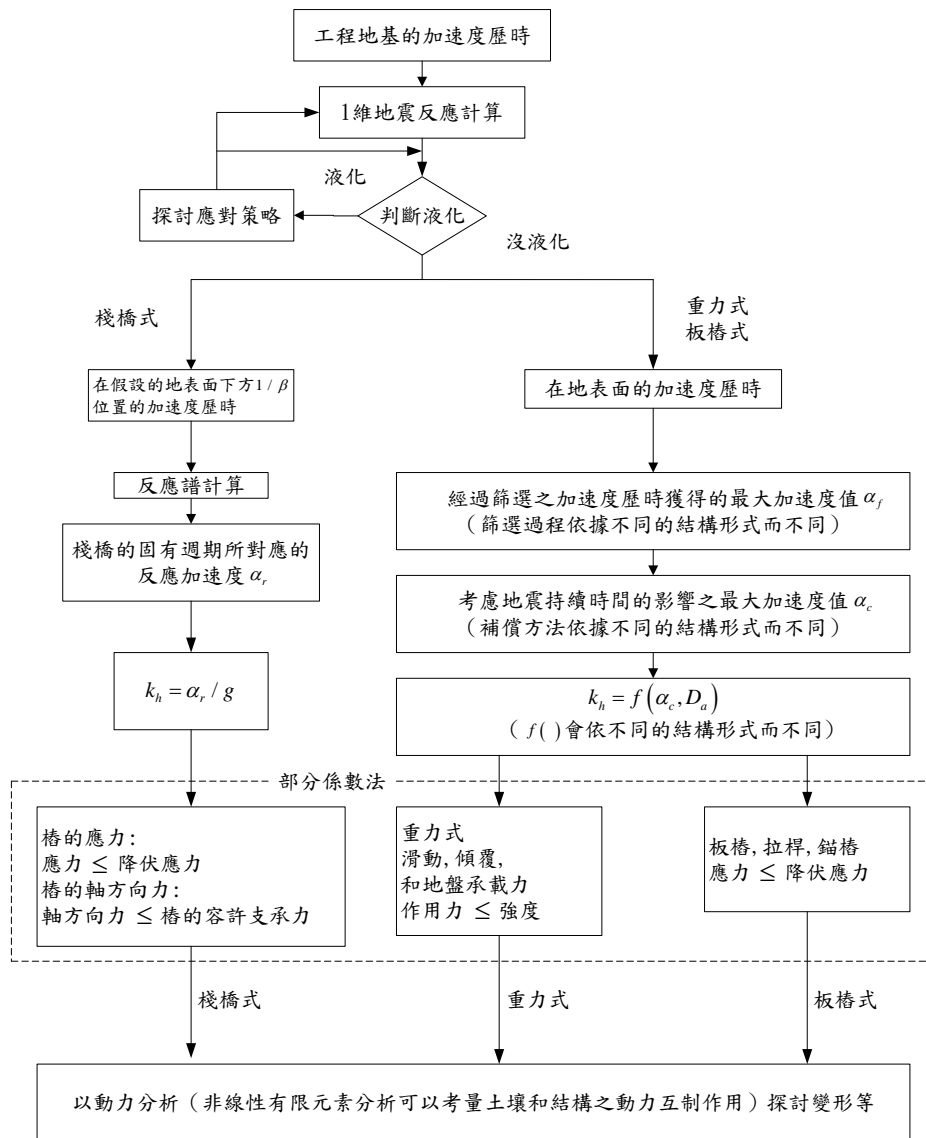 工程地基的加速度歷時
1維地震反應計算
液化
探討應對策略
判斷液化
沒液化
棧橋式
重力式
板樁式
在假設的地表面下方1 / β
位置的加速度歷時
在地表面的加速度歷時
反應譜計算
經過篩選之加速度歷時獲得的最大加速度值 α_f
（篩選過程依據不同的結構形式而不同）
棧橋的固有週期所對應的
反應加速度 α_r
考慮地震持續時間的影響之最大加速度值 α_c
（補償方法依據不同的結構形式而不同）
k_h = α_r / g
k_h = f(α_c, D_a)
（ f( ) 會依不同的結構形式而不同）
部分係數法
樁的應力:
應力 ≤ 降伏應力
樁的軸方向力:
軸方向力 ≤ 樁的容許支承力
重力式
滑動, 傾覆,
和地盤承載力
作用力 ≤ 強度
板樁, 拉桿, 錨樁
應力 ≤ 降伏應力
棧橋式
重力式
板樁式
以動力分析（非線性有限元素分析可以考量土壤和結構之動力互制作用）探討變形等